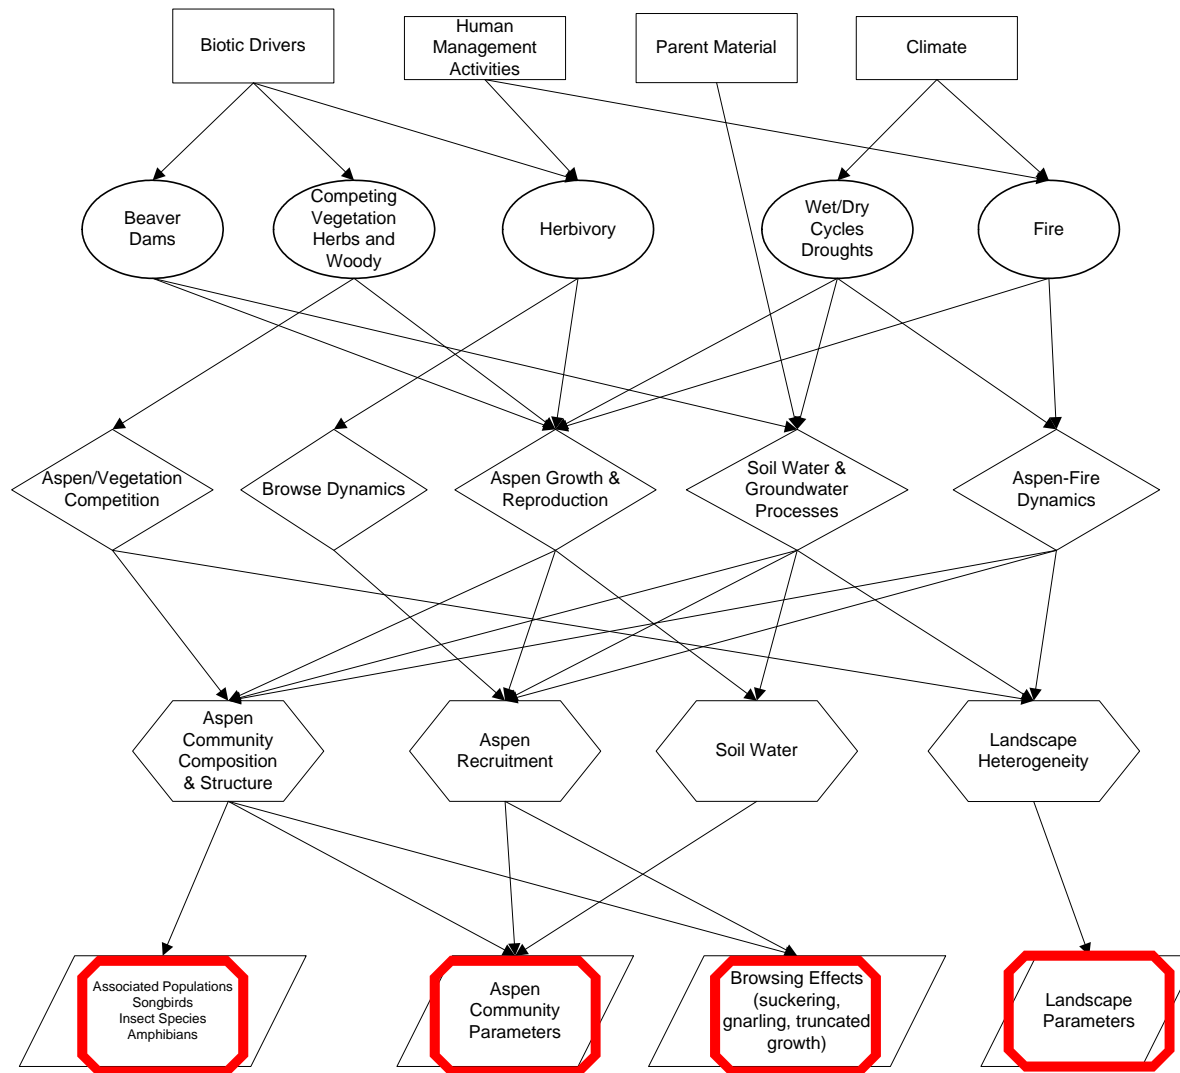 Biotic Drivers
Human
Management
Activities
Parent Material
Climate
Beaver
Dams
Competing
Vegetation
Herbs and
Woody
Herbivory
Wet/Dry
Cycles
Droughts
Fire
Aspen/Vegetation
Competition
Browse Dynamics
Aspen Growth &
Reproduction
Soil Water &
Groundwater
Processes
Aspen-Fire
Dynamics
Aspen
Community
Composition
& Structure
Aspen
Recruitment
Soil Water
Landscape
Heterogeneity
Associated Populations
Songbirds
Insect Species
Amphibians
Aspen
Community
Parameters
Browsing Effects
(suckering,
gnarling, truncated
growth)
Landscape
Parameters